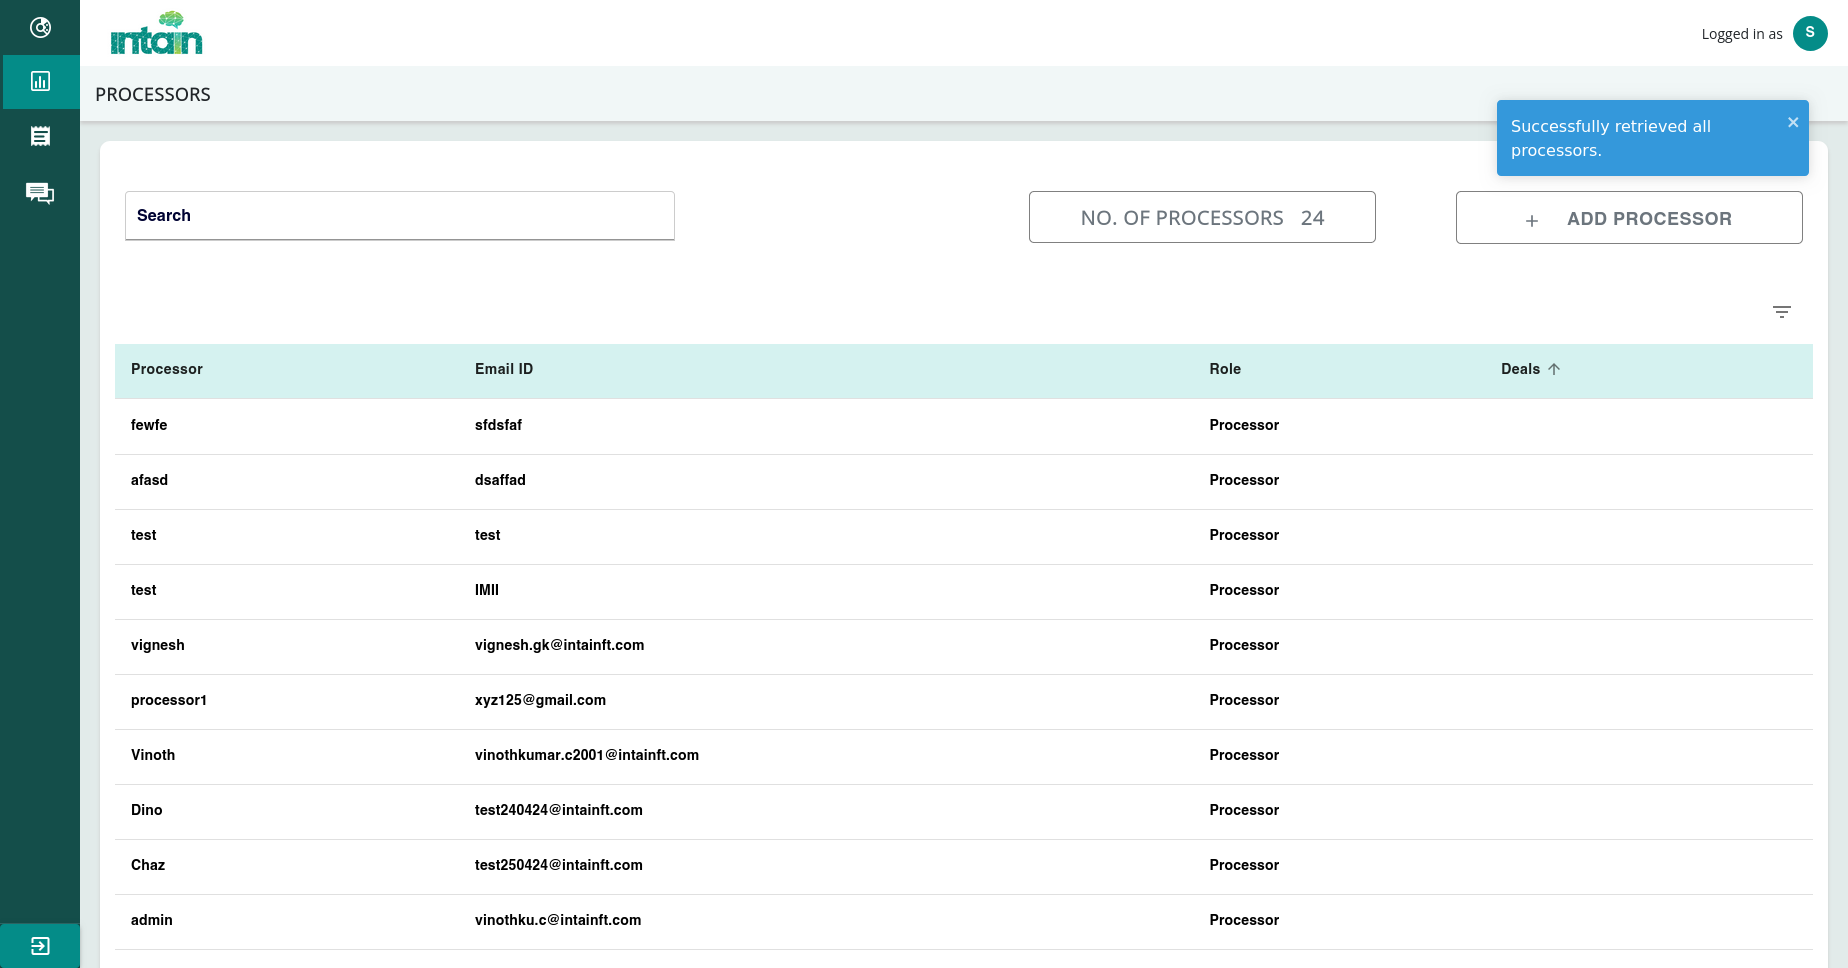 intain
Logged in as S
PROCESSORS
Successfully retrieved all
processors.
Search
NO. OF PROCESSORS 24
+ ADD PROCESSOR
Processor Email ID Role Deals
fewfe sfdsfaf Processor
afasd dsaffad Processor
test test Processor
test IMII Processor
vignesh vignesh.gk@intainft.com Processor
processor1 xyz125@gmail.com Processor
Vinoth vinothkumar.c2001@intainft.com Processor
Dino test240424@intainft.com Processor
Chaz test250424@intainft.com Processor
admin vinothku.c@intainft.com Processor